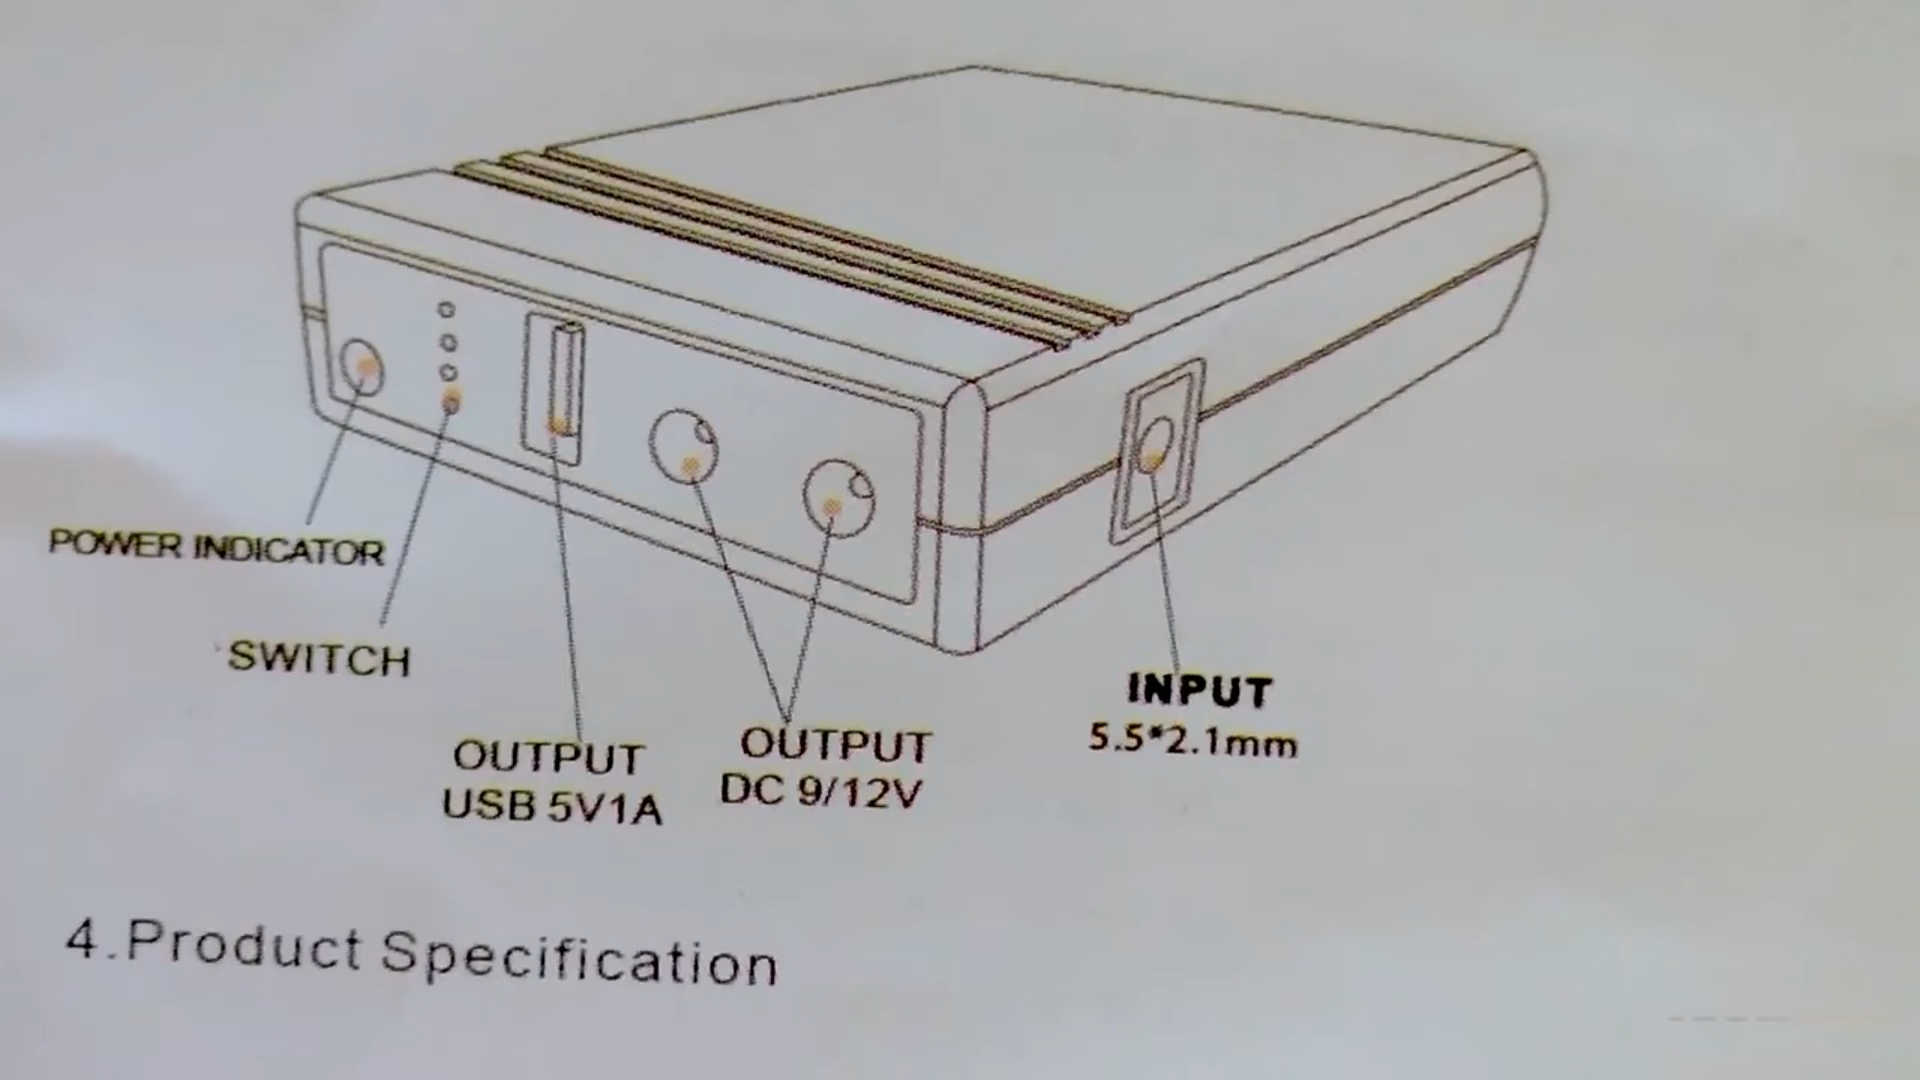 POWER INDICATOR
SWITCH
OUTPUT
USB 5V1A
OUTPUT
DC 9/12V
INPUT
5.5*2.1mm
4.Product Specification